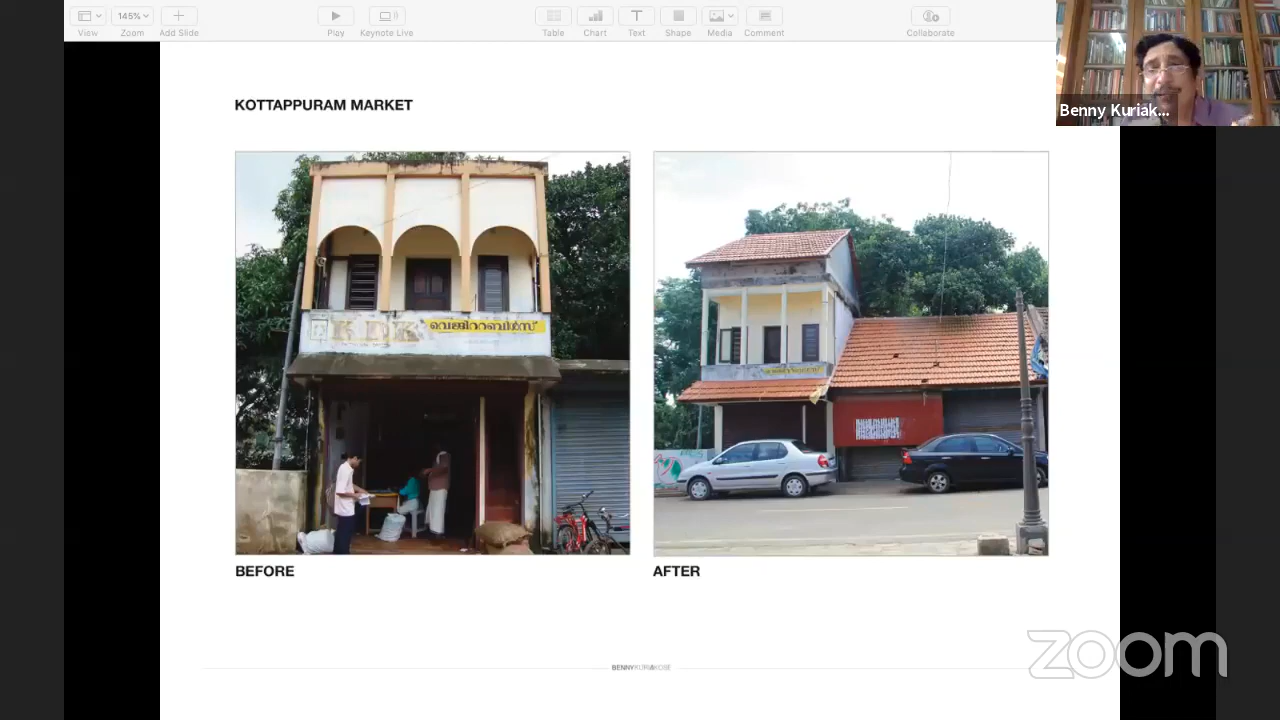 145%
View
Zoom
Add Slide
Play
Keynote Live
Table
Chart
Text
Shape
Media
Comment
Collaborate
Benny Kuriak...
KOTTAPPURAM MARKET
KDK വെജിറ്റബിൾസ്
BEFORE
AFTER
BENNYKURIAKOSE
zoom